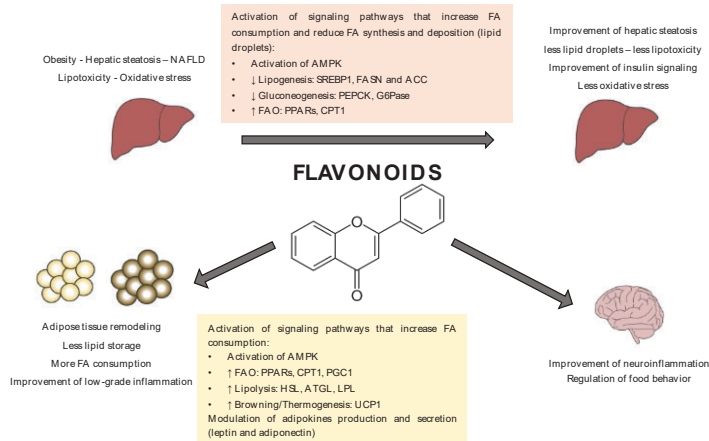 Obesity - Hepatic steatosis – NAFLD
Lipotoxicity - Oxidative stress
Activation of signaling pathways that increase FA
consumption and reduce FA synthesis and deposition (lipid
droplets):
• Activation of AMPK
• ↓ Lipogenesis: SREBP1, FASN and ACC
• ↓ Gluconeogenesis: PEPCK, G6Pase
• ↑ FAO: PPARs, CPT1
Improvement of hepatic steatosis
less lipid droplets – less lipotoxicity
Improvement of insulin signaling
Less oxidative stress
FLAVONOIDS
O
O
Adipose tissue remodeling
Less lipid storage
More FA consumption
Improvement of low-grade inflammation
Activation of signaling pathways that increase FA
consumption:
• Activation of AMPK
• ↑ FAO: PPARs, CPT1, PGC1
• ↑ Lipolysis: HSL, ATGL, LPL
• ↑ Browning/Thermogenesis: UCP1
Modulation of adipokines production and secretion
(leptin and adiponectin)
Improvement of neuroinflammation
Regulation of food behavior